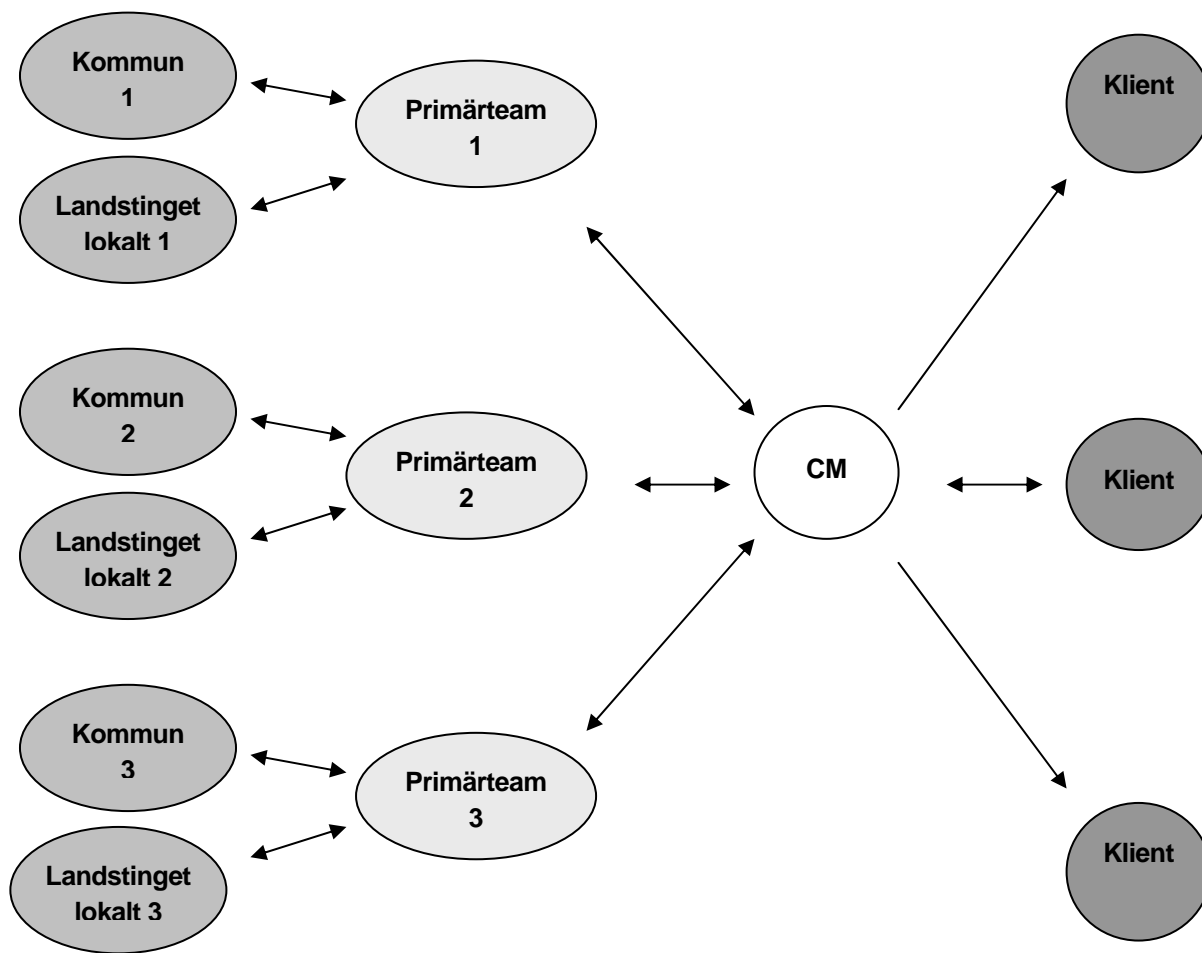 Kommun
1
Landstinget
lokalt 1
Primärteam
1
Klient
Kommun
2
Landstinget
lokalt 2
Primärteam
2
CM
Klient
Kommun
3
Landstinget
lokalt 3
Primärteam
3
Klient